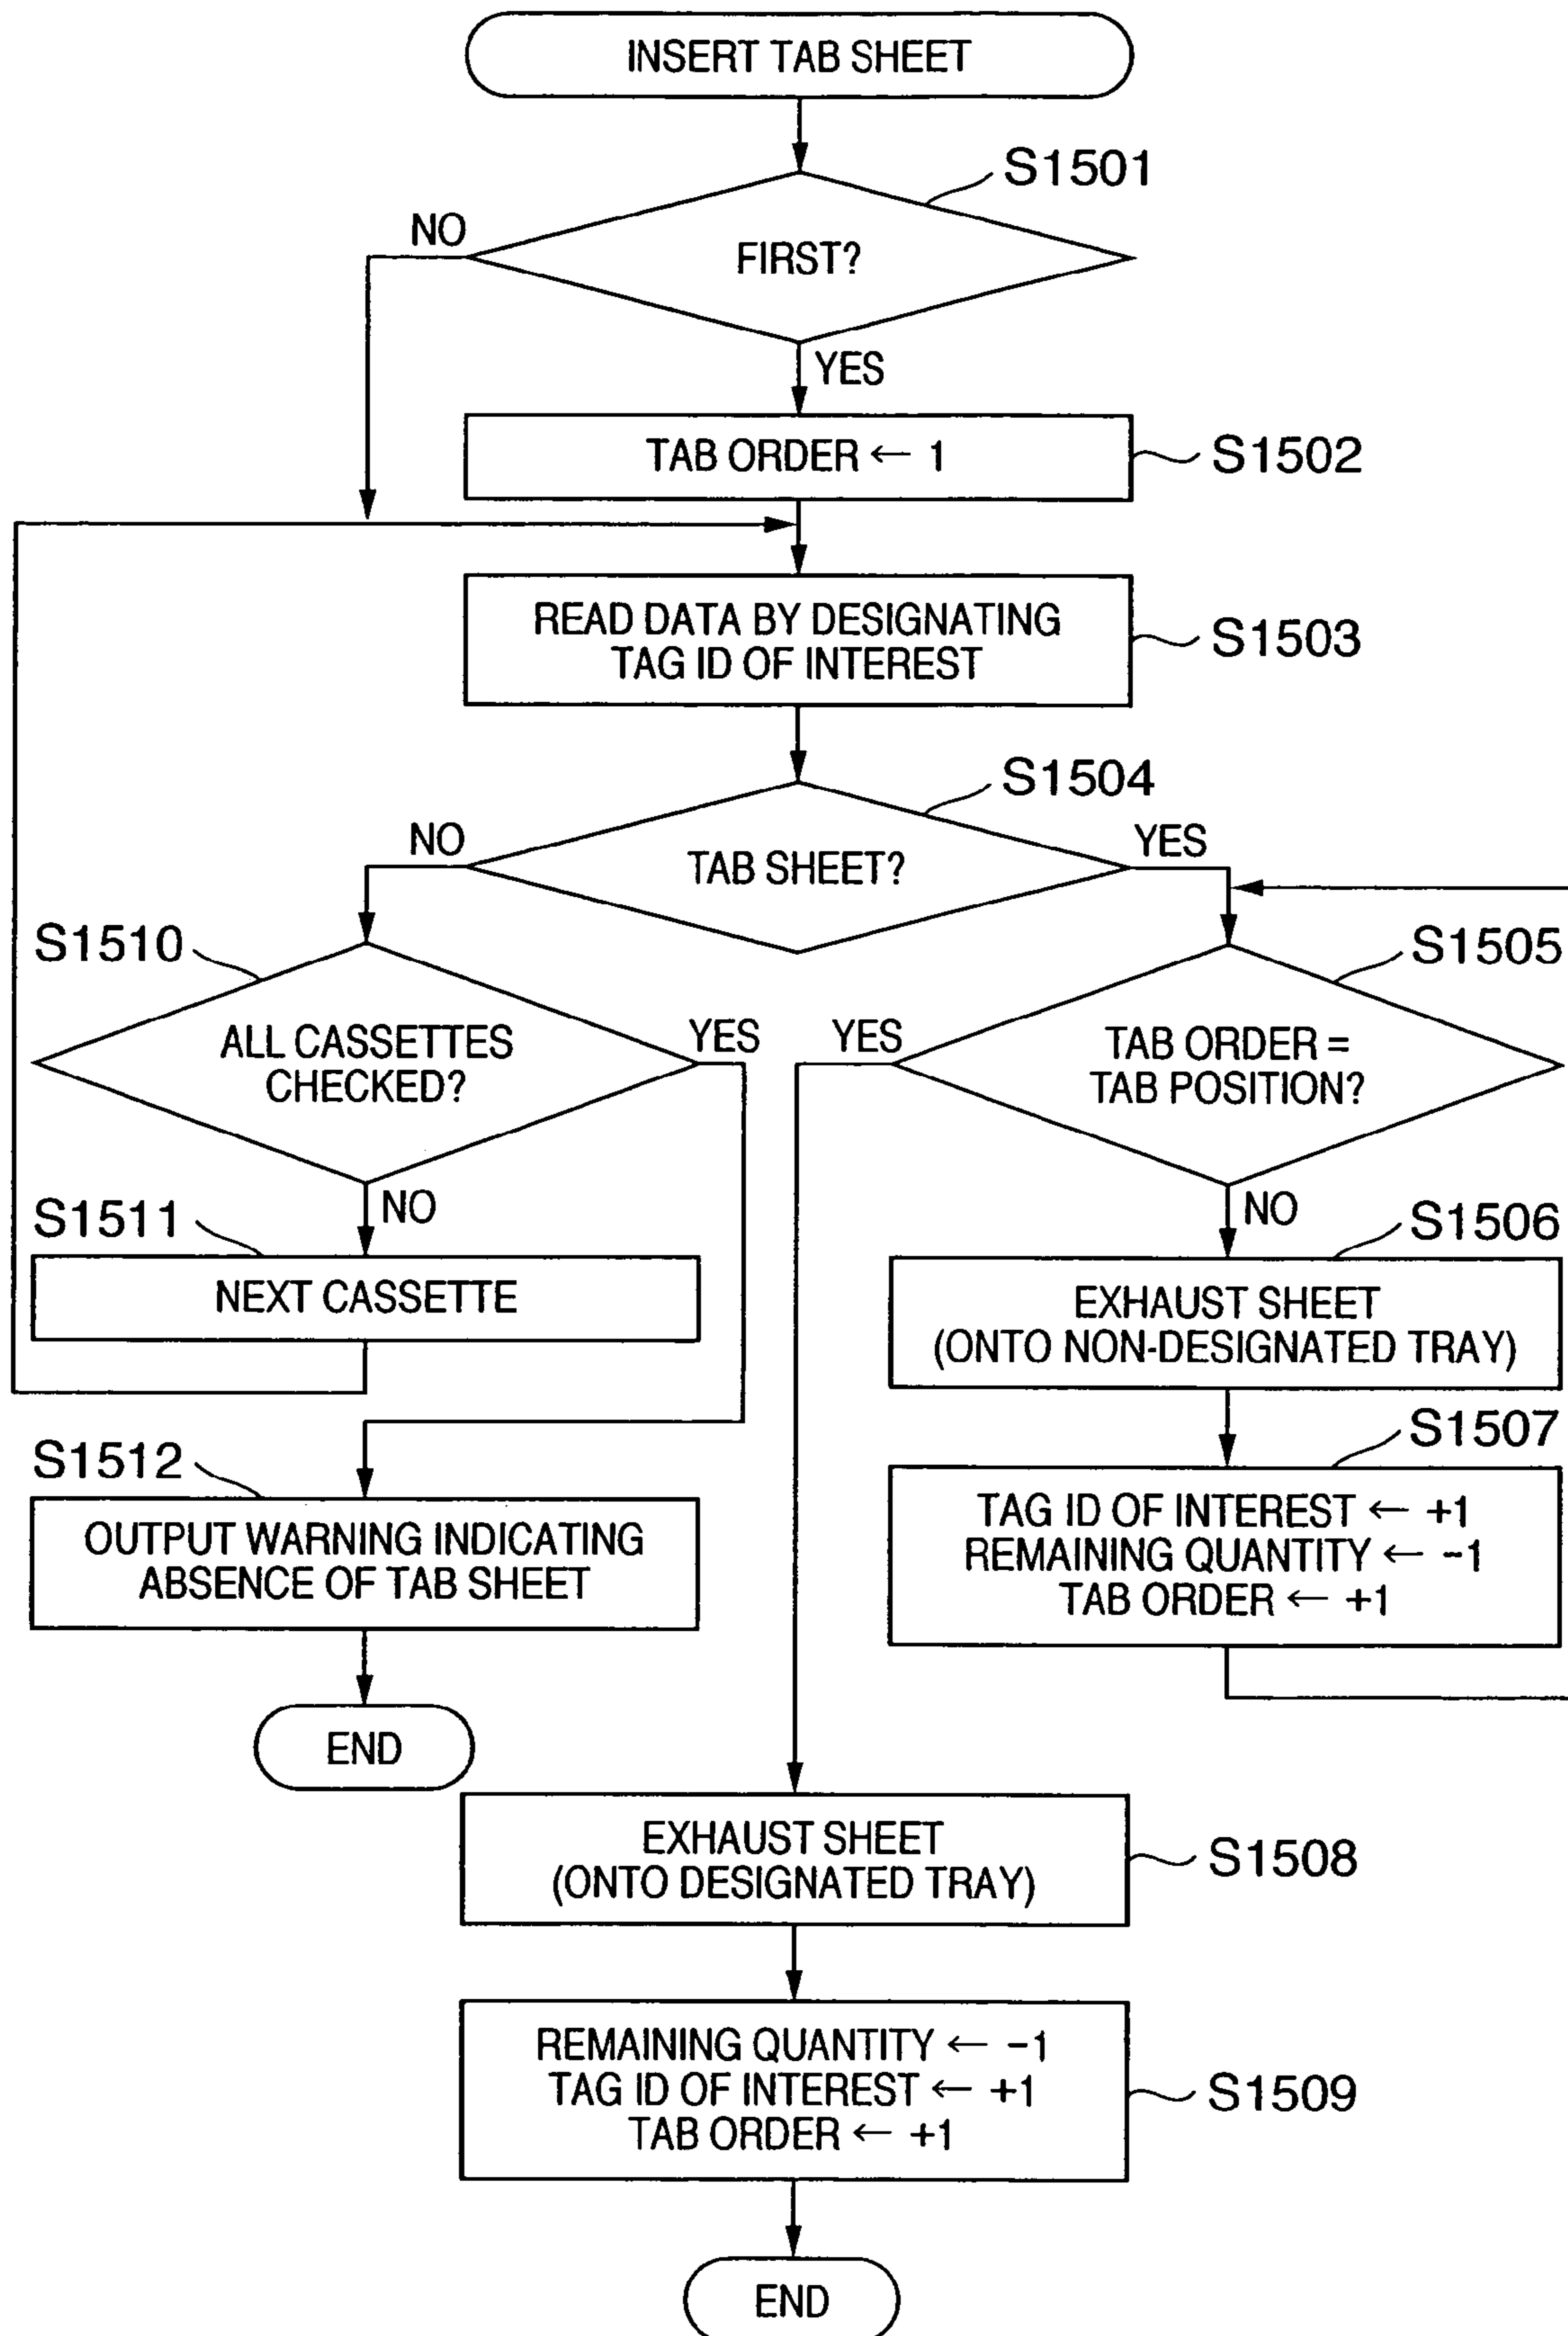 INSERT TAB SHEET
S1501
NO
FIRST?
YES
TAB ORDER ← 1
S1502
READ DATA BY DESIGNATING
TAG ID OF INTEREST
S1503
S1504
NO
TAB SHEET?
YES
S1510
S1505
ALL CASSETTES
CHECKED?
YES
YES
TAB ORDER =
TAB POSITION?
S1511
NO
NO
S1506
NEXT CASSETTE
EXHAUST SHEET
(ONTO NON-DESIGNATED TRAY)
S1512
S1507
OUTPUT WARNING INDICATING
ABSENCE OF TAB SHEET
TAG ID OF INTEREST ← +1
REMAINING QUANTITY ← -1
TAB ORDER ← +1
END
EXHAUST SHEET
(ONTO DESIGNATED TRAY)
S1508
REMAINING QUANTITY ← -1
TAG ID OF INTEREST ← +1
TAB ORDER ← +1
S1509
END